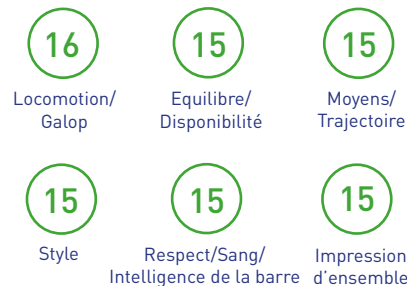 16 15 15
Locomotion/ Equilibre/ Moyens/
Galop Disponibilité Trajectoire
15 15 15
Style Respect/Sang/ Impression
Intelligence de la barre d'ensemble